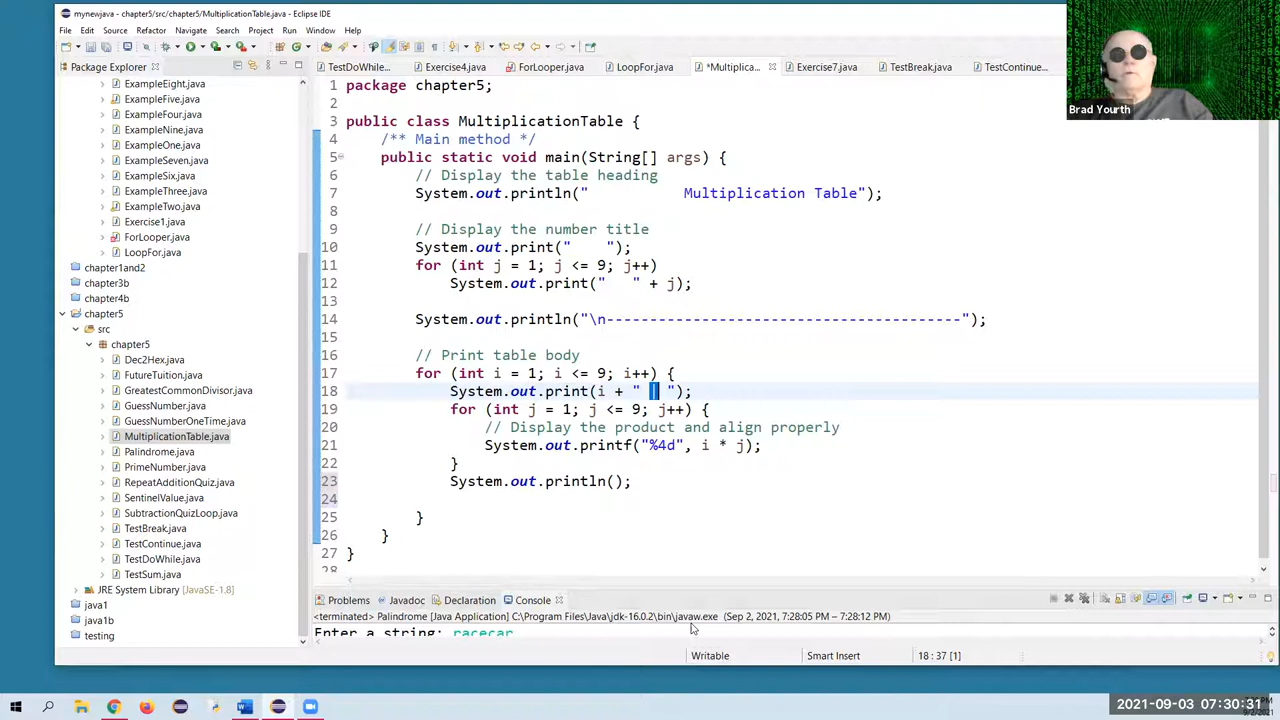 mynewjava - chapter5/src/chapter5/MultiplicationTable.java - Eclipse IDE
File Edit Source Refactor Navigate Search Project Run Window Help
Package Explorer
TestDoWhile... Exercise4.java ForLooper.java LoopFor.java *Multiplica... Exercise7.java TestBreak.java TestContinue...
Brad Yourth
ExampleEight.java
ExampleFive.java
ExampleFour.java
ExampleNine.java
ExampleOne.java
ExampleSeven.java
ExampleSix.java
ExampleThree.java
ExampleTwo.java
Exercise1.java
ForLooper.java
LoopFor.java
chapter1and2
chapter3b
chapter4b
chapter5
src
chapter5
Dec2Hex.java
FutureTuition.java
GreatestCommonDivisor.java
GuessNumber.java
GuessNumberOneTime.java
MultiplicationTable.java
Palindrome.java
PrimeNumber.java
RepeatAdditionQuiz.java
SentinelValue.java
SubtractionQuizLoop.java
TestBreak.java
TestContinue.java
TestDoWhile.java
TestSum.java
JRE System Library [JavaSE-1.8]
java1
java1b
testing
1 package chapter5;
2
3 public class MultiplicationTable {
4     /** Main method */
5     public static void main(String[] args) {
6         // Display the table heading
7         System.out.println("           Multiplication Table");
8
9         // Display the number title
10         System.out.print("    ");
11         for (int j = 1; j <= 9; j++)
12             System.out.print("   " + j);
13
14         System.out.println("\n-----------------------------------------");
15
16         // Print table body
17         for (int i = 1; i <= 9; i++) {
18             System.out.print(i + " | ");
19             for (int j = 1; j <= 9; j++) {
20                 // Display the product and align properly
21                 System.out.printf("%4d", i * j);
22             }
23             System.out.println();
24
25         }
26     }
27 }
28
Problems Javadoc Declaration Console
<terminated> Palindrome [Java Application] C:\Program Files\Java\jdk-16.0.2\bin\javaw.exe (Sep 2, 2021, 7:28:05 PM – 7:28:12 PM)
Enter a string: racecar
Writable Smart Insert 18 : 37 [1]
2021-09-03 07:30:31